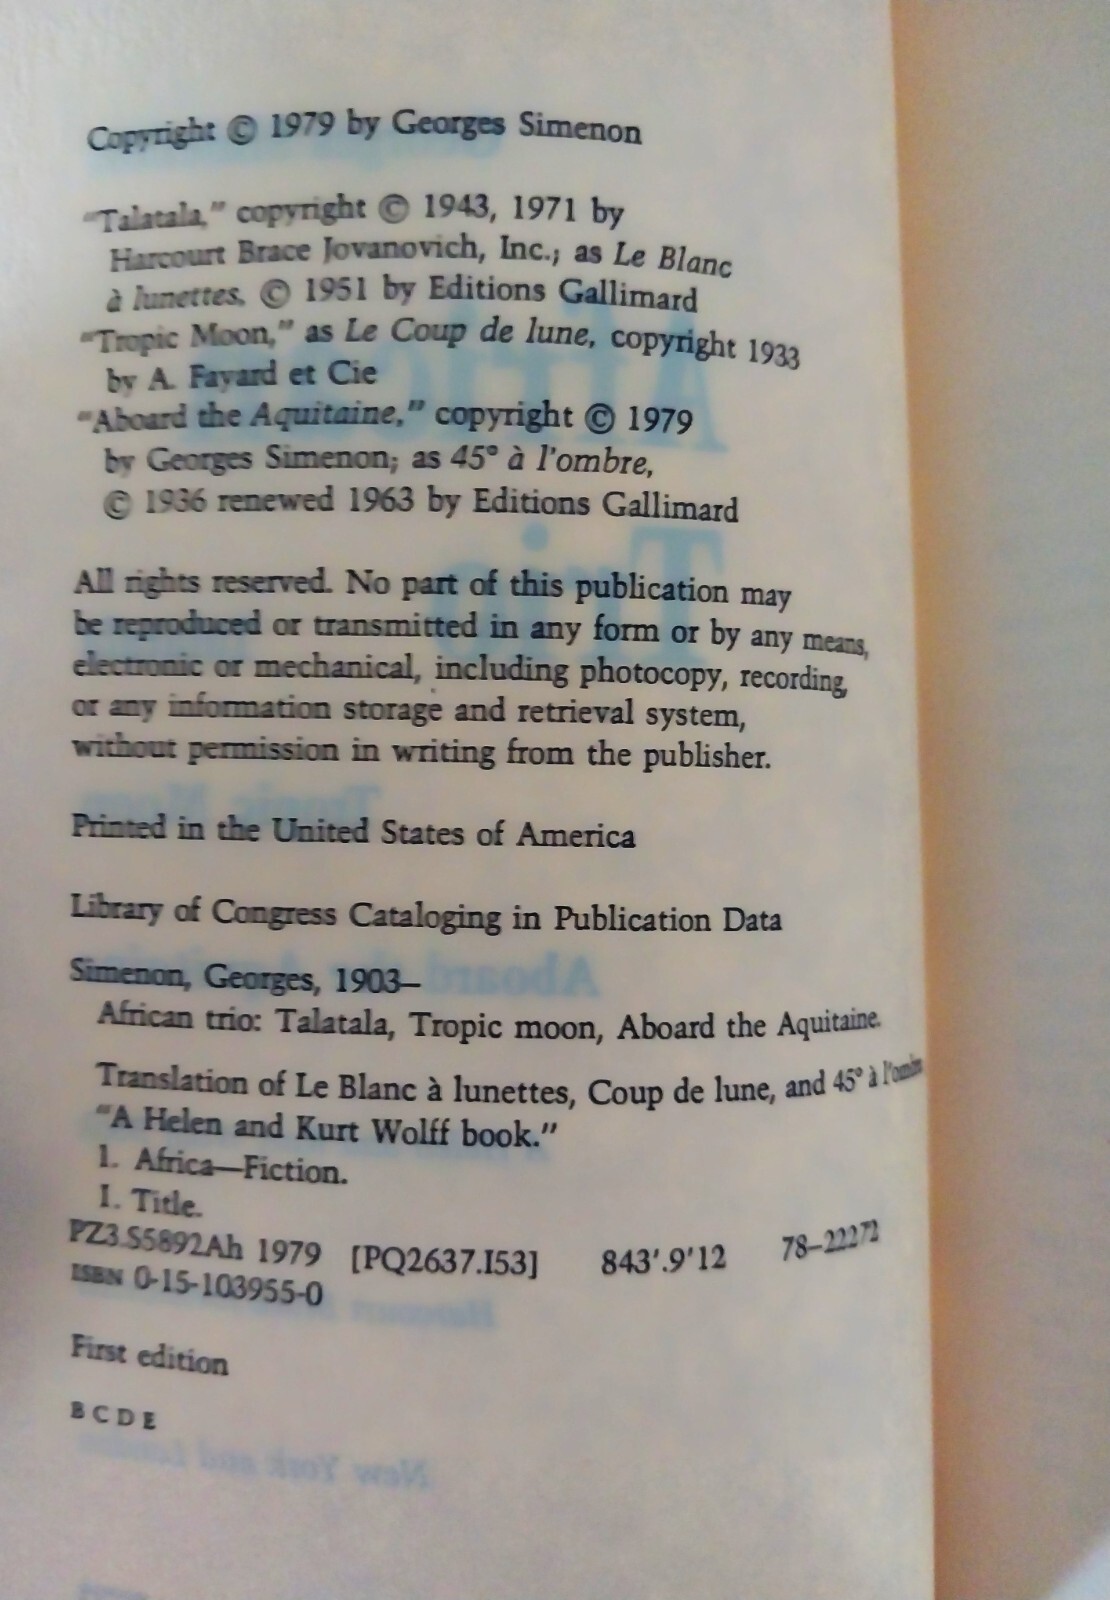 Copyright © 1979 by Georges Simenon
"Talatala," copyright © 1943, 1971 by
Harcourt Brace Jovanovich, Inc.; as Le Blanc
à lunettes, © 1951 by Editions Gallimard
"Tropic Moon," as Le Coup de lune, copyright 1933
by A. Fayard et Cie
"Aboard the Aquitaine," copyright © 1979
by Georges Simenon; as 45° à l'ombre,
© 1936 renewed 1963 by Editions Gallimard
All rights reserved. No part of this publication may
be reproduced or transmitted in any form or by any means,
electronic or mechanical, including photocopy, recording,
or any information storage and retrieval system,
without permission in writing from the publisher.
Printed in the United States of America
Library of Congress Cataloging in Publication Data
Simenon, Georges, 1903–
African trio: Talatala, Tropic moon, Aboard the Aquitaine.
Translation of Le Blanc à lunettes, Coup de lune, and 45° à l'ombre
"A Helen and Kurt Wolff book."
1. Africa—Fiction.
I. Title.
PZ3.S5892Ah 1979 [PQ2637.I53] 843'.9'12 78–22272
ISBN 0-15-103955-0
First edition
B C D E